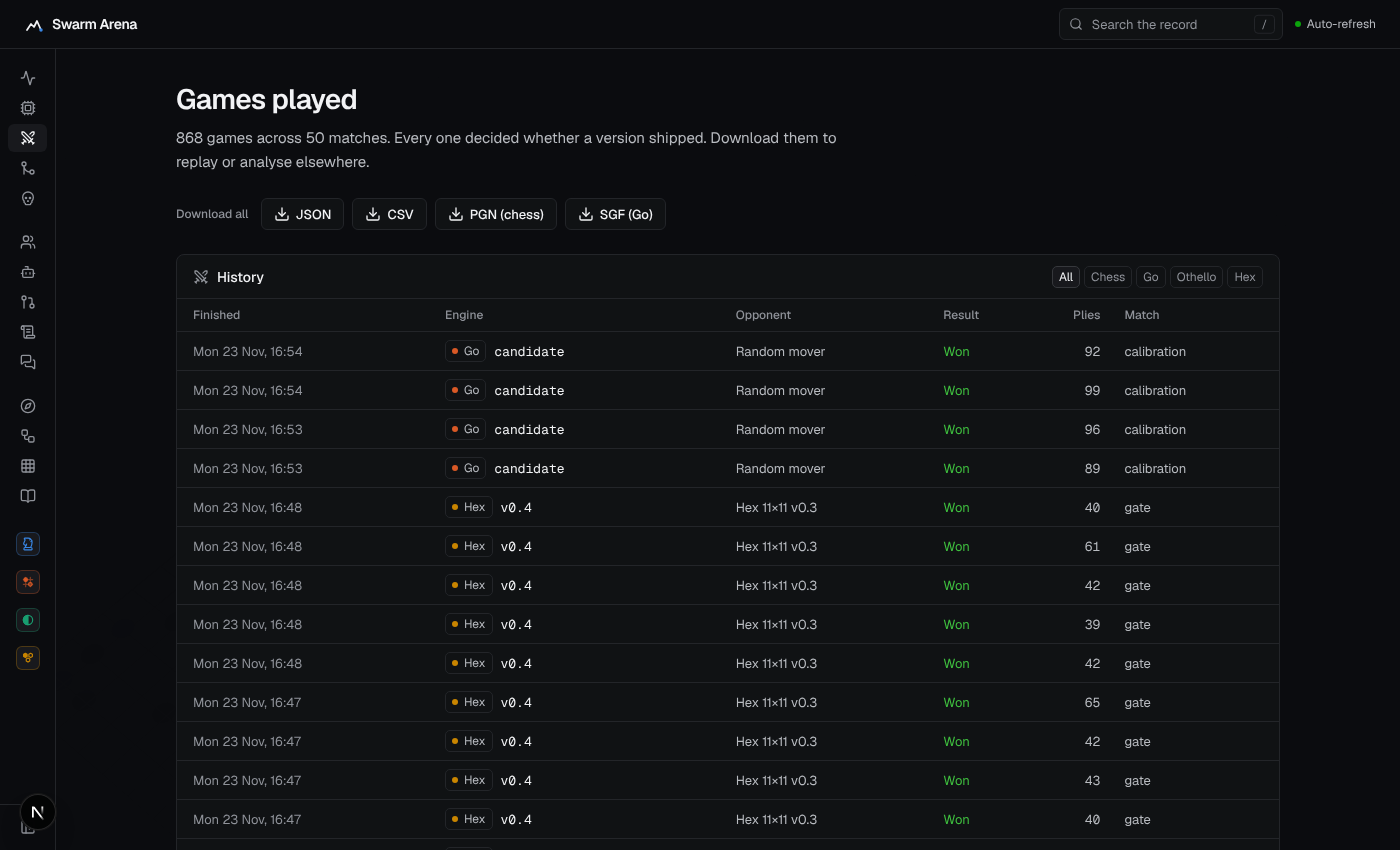 Swarm Arena
Search the record /
Auto-refresh
Games played
868 games across 50 matches. Every one decided whether a version shipped. Download them to
replay or analyse elsewhere.
Download all JSON CSV PGN (chess) SGF (Go)
History All Chess Go Othello Hex
Finished Engine Opponent Result Plies Match
Mon 23 Nov, 16:54 Go candidate Random mover Won 92 calibration
Mon 23 Nov, 16:54 Go candidate Random mover Won 99 calibration
Mon 23 Nov, 16:53 Go candidate Random mover Won 96 calibration
Mon 23 Nov, 16:53 Go candidate Random mover Won 89 calibration
Mon 23 Nov, 16:48 Hex v0.4 Hex 11×11 v0.3 Won 40 gate
Mon 23 Nov, 16:48 Hex v0.4 Hex 11×11 v0.3 Won 61 gate
Mon 23 Nov, 16:48 Hex v0.4 Hex 11×11 v0.3 Won 42 gate
Mon 23 Nov, 16:48 Hex v0.4 Hex 11×11 v0.3 Won 39 gate
Mon 23 Nov, 16:48 Hex v0.4 Hex 11×11 v0.3 Won 42 gate
Mon 23 Nov, 16:47 Hex v0.4 Hex 11×11 v0.3 Won 65 gate
Mon 23 Nov, 16:47 Hex v0.4 Hex 11×11 v0.3 Won 42 gate
Mon 23 Nov, 16:47 Hex v0.4 Hex 11×11 v0.3 Won 43 gate
Mon 23 Nov, 16:47 Hex v0.4 Hex 11×11 v0.3 Won 40 gate
N